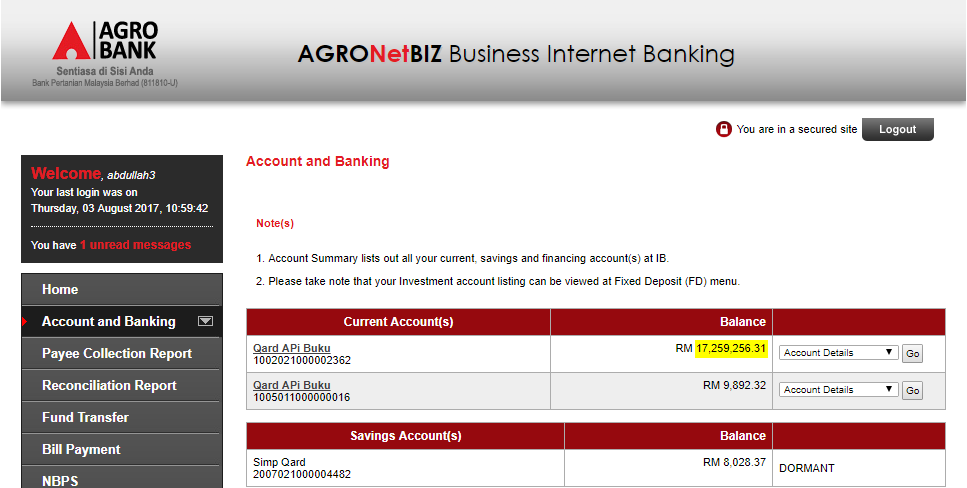 AGRO
BANK
Sentiasa di Sisi Anda
Bank Pertanian Malaysia Berhad (811810-U)
AGRONetBIZ Business Internet Banking
You are in a secured site
Logout
Welcome, abdullah3
Your last login was on
Thursday, 03 August 2017, 10:59:42
You have 1 unread messages
Home
Account and Banking
Payee Collection Report
Reconciliation Report
Fund Transfer
Bill Payment
NBPS
Account and Banking
Note(s)
1. Account Summary lists out all your current, savings and financing account(s) at IB.
2. Please take note that your Investment account listing can be viewed at Fixed Deposit (FD) menu.
Current Account(s) Balance
Qard APi Buku RM 17,259,256.31 Account Details Go
1002021000002362
Qard APi Buku RM 9,892.32 Account Details Go
1005011000000016
Savings Account(s) Balance
Simp Qard RM 8,028.37 DORMANT
2007021000004482